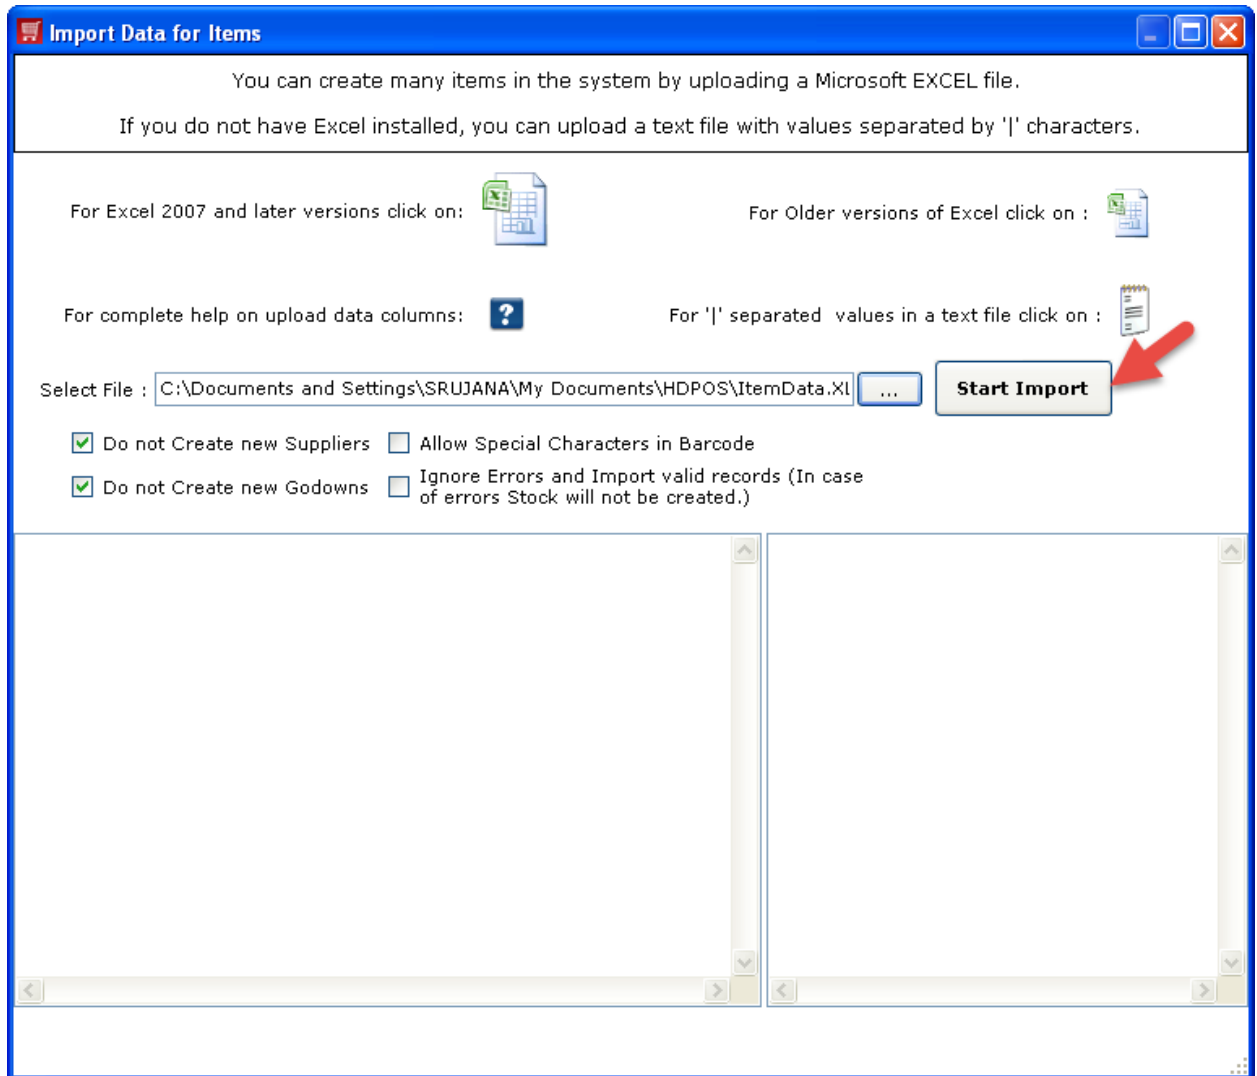 Import Data for Items
You can create many items in the system by uploading a Microsoft EXCEL file.
If you do not have Excel installed, you can upload a text file with values separated by '|' characters.
For Excel 2007 and later versions click on:
For Older versions of Excel click on :
For complete help on upload data columns:
?
For '|' separated values in a text file click on :
Select File :
C:\Documents and Settings\SRUJANA\My Documents\HDPOS\ItemData.XL
...
Start Import
Do not Create new Suppliers
Allow Special Characters in Barcode
Do not Create new Godowns
Ignore Errors and Import valid records (In case
of errors Stock will not be created.)